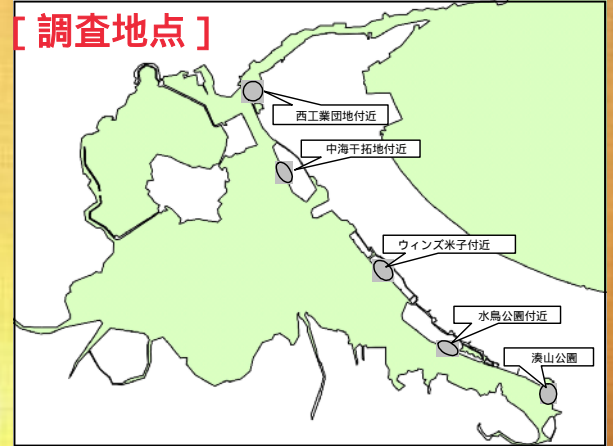 [ 調査地点 ]
西工業団地付近
中海干拓地付近
ウィンズ米子付近
水鳥公園付近
湊山公園